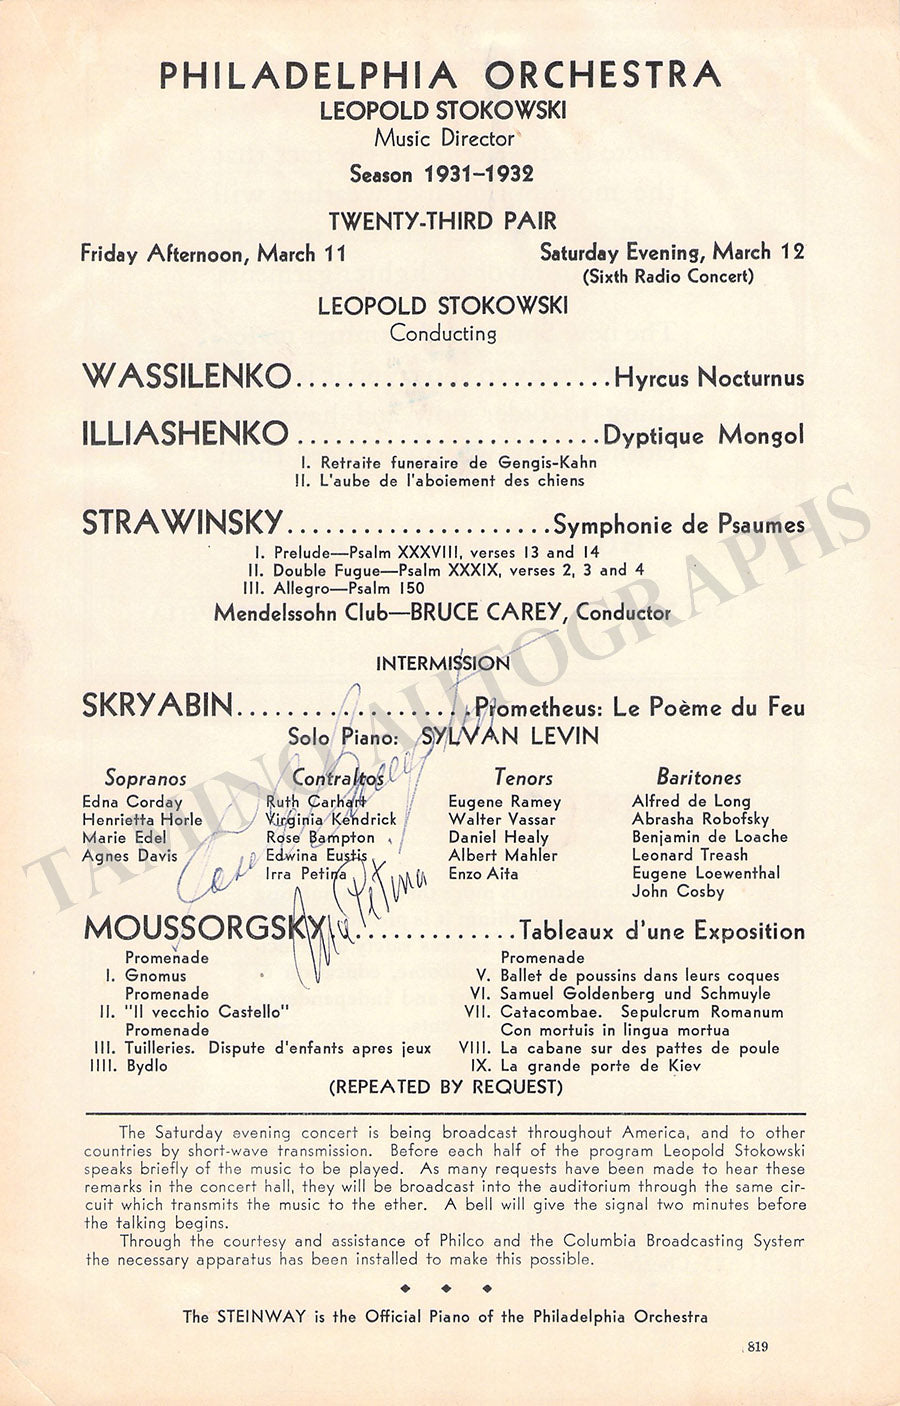 PHILADELPHIA ORCHESTRA
LEOPOLD STOKOWSKI
Music Director
Season 1931–1932
TWENTY-THIRD PAIR
Friday Afternoon, March 11 Saturday Evening, March 12
(Sixth Radio Concert)
LEOPOLD STOKOWSKI
Conducting
WASSILENKO..........................Hyrcus Nocturnus
ILLIASHENKO........................Dyptique Mongol
I. Retraite funeraire de Gengis-Kahn
II. L'aube de l'aboiement des chiens
STRAWINSKY.....................Symphonie de Psaumes
I. Prelude—Psalm XXXVIII, verses 13 and 14
II. Double Fugue—Psalm XXXIX, verses 2, 3 and 4
III. Allegro—Psalm 150
Mendelssohn Club—BRUCE CAREY, Conductor
INTERMISSION
SKRYABIN...................Prometheus: Le Poème du Feu
Solo Piano: SYLVAN LEVIN
Sopranos Contraltos Tenors Baritones
Edna Corday Ruth Carhart Eugene Ramey Alfred de Long
Henrietta Horle Virginia Kendrick Walter Vassar Abrasha Robofsky
Marie Edel Rose Bampton Daniel Healy Benjamin de Loache
Agnes Davis Edwina Eustis Albert Mahler Leonard Treash
Irra Petina Enzo Aita Eugene Loewenthal
John Cosby
Rose Bampton
Irra Petina
MOUSSORGSKY...............Tableaux d'une Exposition
Promenade Promenade
I. Gnomus V. Ballet de poussins dans leurs coques
Promenade VI. Samuel Goldenberg und Schmuyle
II. "Il vecchio Castello" VII. Catacombae. Sepulcrum Romanum
Promenade Con mortuis in lingua mortua
III. Tuilleries. Dispute d'enfants apres jeux VIII. La cabane sur des pattes de poule
IIII. Bydlo IX. La grande porte de Kiev
(REPEATED BY REQUEST)
The Saturday evening concert is being broadcast throughout America, and to other
countries by short-wave transmission. Before each half of the program Leopold Stokowski
speaks briefly of the music to be played. As many requests have been made to hear these
remarks in the concert hall, they will be broadcast into the auditorium through the same cir-
cuit which transmits the music to the ether. A bell will give the signal two minutes before
the talking begins.
Through the courtesy and assistance of Philco and the Columbia Broadcasting System
the necessary apparatus has been installed to make this possible.
The STEINWAY is the Official Piano of the Philadelphia Orchestra
819
TAMINO AUTOGRAPHS